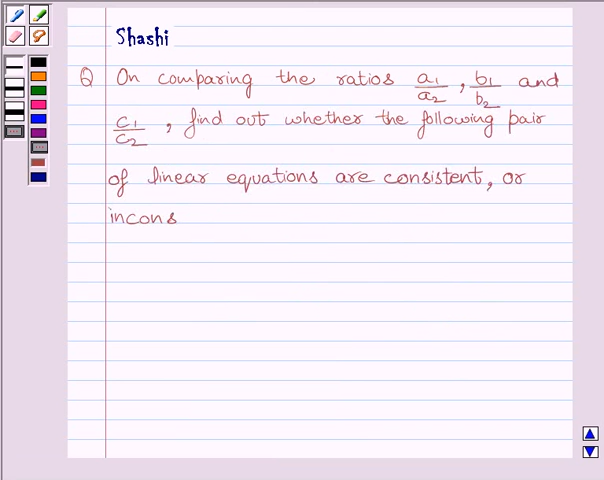 Shashi
Q On comparing the ratios a1/a2, b1/b2 and
c1/c2, find out whether the following pair
of linear equations are consistent, or
incons